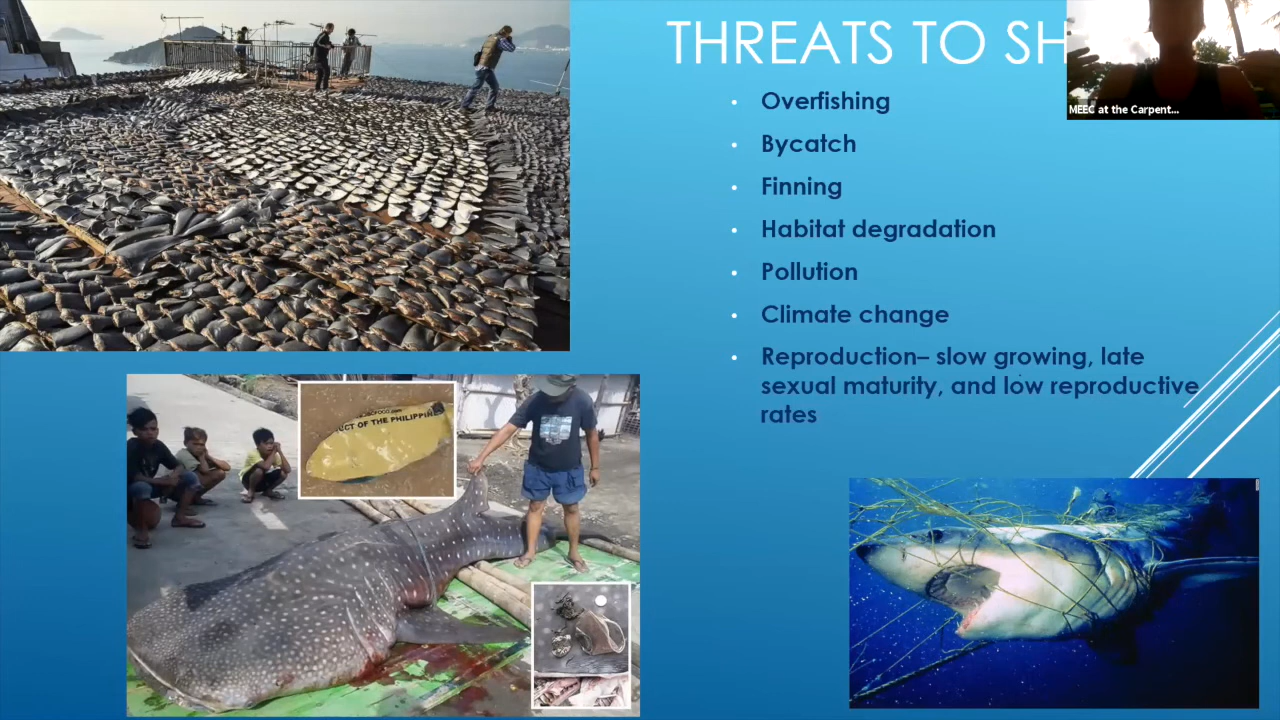 THREATS TO SH
MEEC at the Carpent...
• Overfishing
• Bycatch
• Finning
• Habitat degradation
• Pollution
• Climate change
• Reproduction– slow growing, late
sexual maturity, and low reproductive
rates
UCT OF THE PHILIPPINE